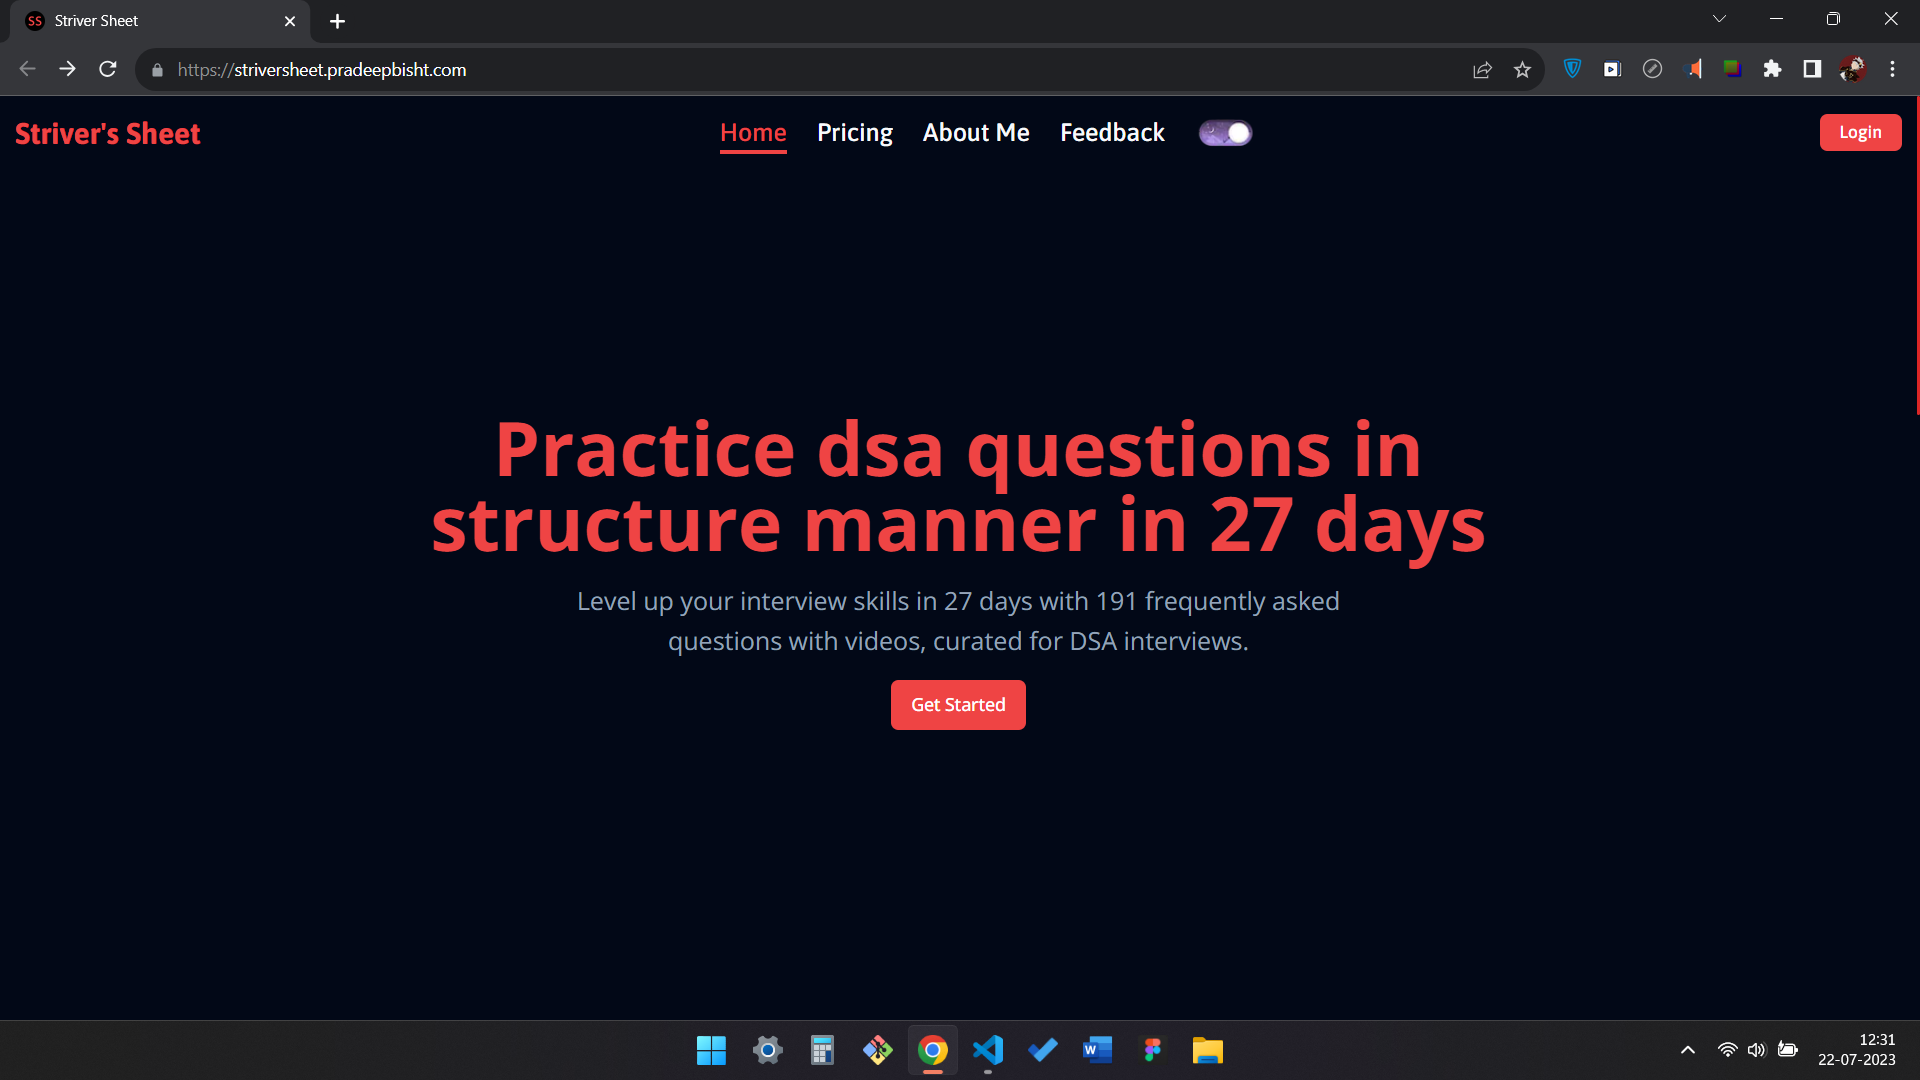 SS Striver Sheet
https://striversheet.pradeepbisht.com
Striver's Sheet Home Pricing About Me Feedback Login
Practice dsa questions in
structure manner in 27 days
Level up your interview skills in 27 days with 191 frequently asked
questions with videos, curated for DSA interviews.
Get Started
W
12:31
22-07-2023